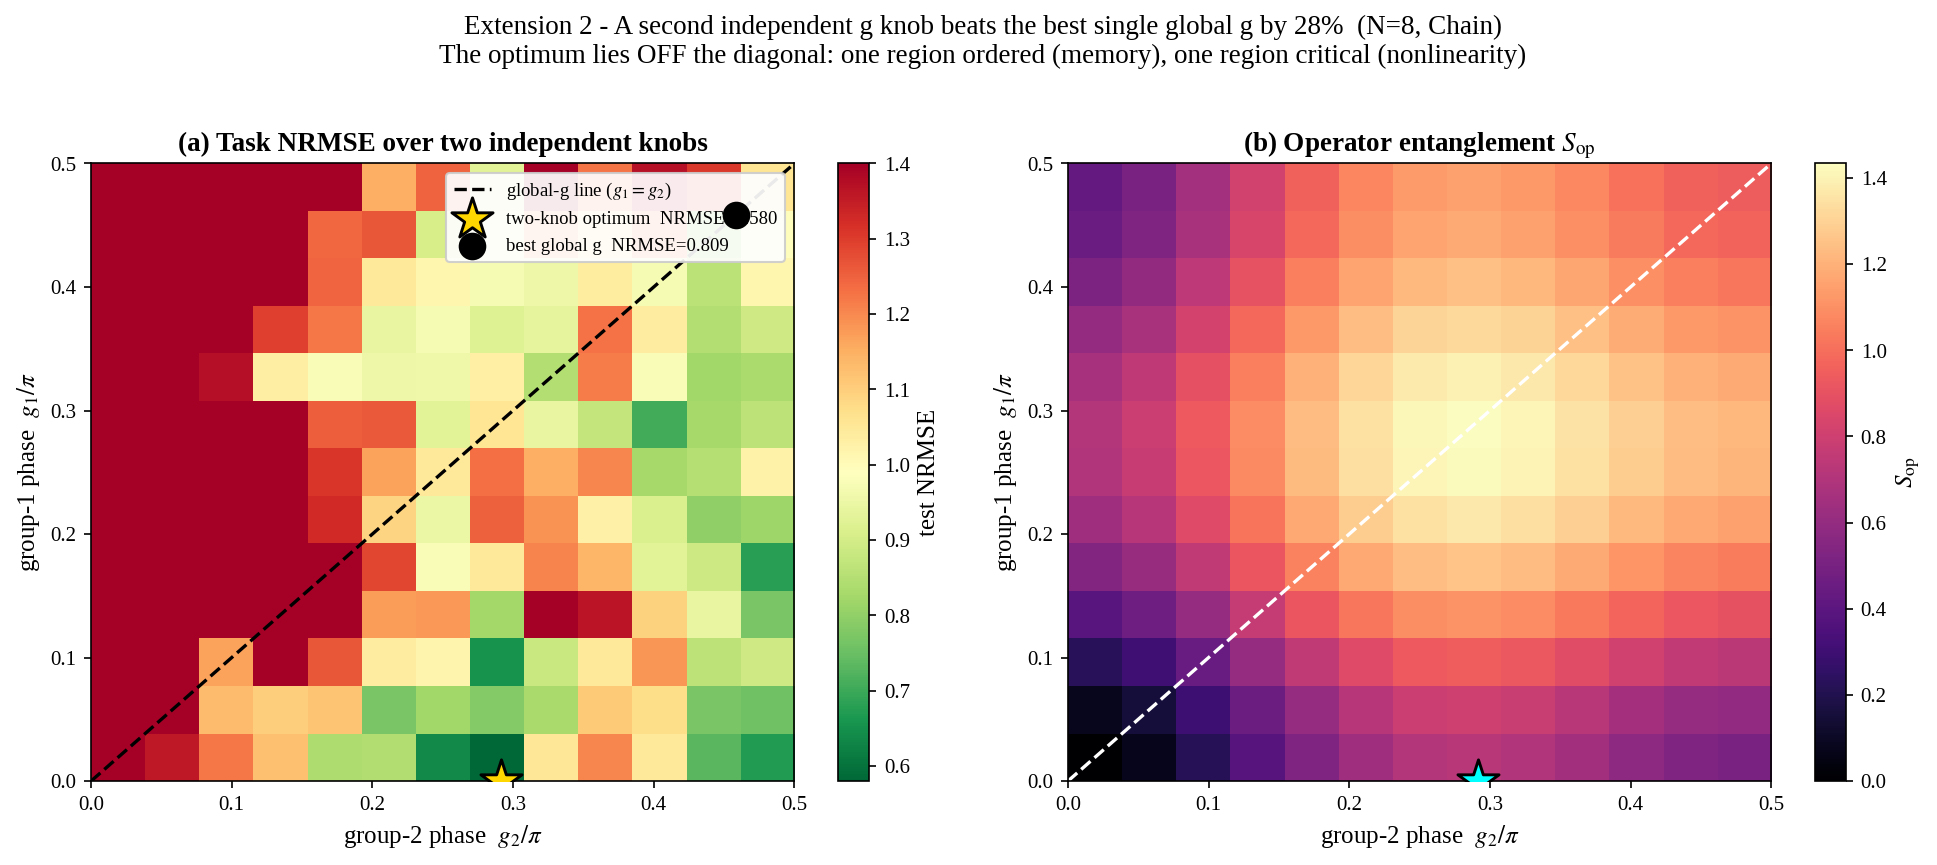 Extension 2 - A second independent g knob beats the best single global g by 28%  (N=8, Chain)
The optimum lies OFF the diagonal: one region ordered (memory), one region critical (nonlinearity)
(a) Task NRMSE over two independent knobs
global-g line (g₁ = g₂)
two-knob optimum  NRMSE 580
best global g  NRMSE=0.809
0.5
0.4
0.3
0.2
0.1
0.0
group-1 phase  g₁/π
0.0 0.1 0.2 0.3 0.4 0.5
group-2 phase  g₂/π
1.4
1.3
1.2
1.1
1.0
0.9
0.8
0.7
0.6
test NRMSE
(b) Operator entanglement Sₒₚ
0.5
0.4
0.3
0.2
0.1
0.0
group-1 phase  g₁/π
0.0 0.1 0.2 0.3 0.4 0.5
group-2 phase  g₂/π
1.4
1.2
1.0
0.8
0.6
0.4
0.2
0.0
Sₒₚ